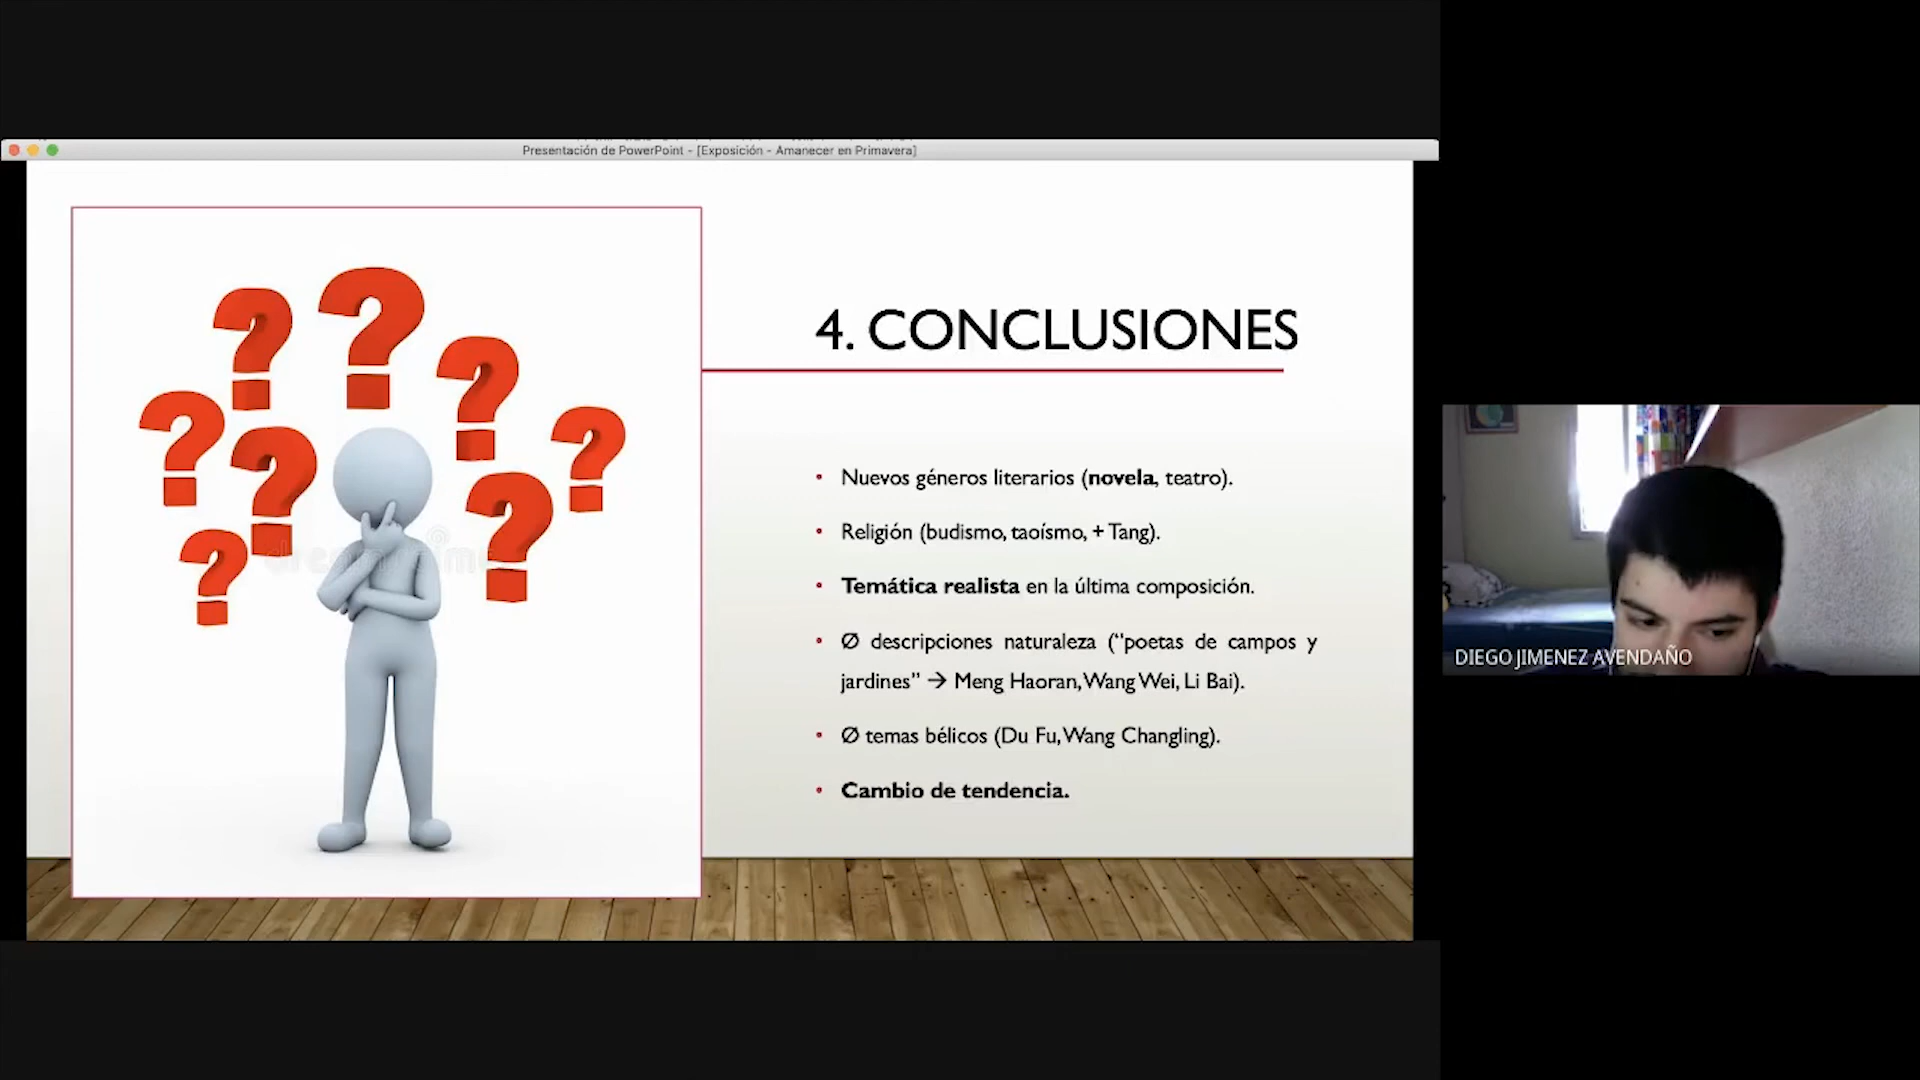 Presentación de PowerPoint - [Exposición - Amanecer en Primavera]
4. CONCLUSIONES
• Nuevos géneros literarios (novela, teatro).
• Religión (budismo, taoísmo, + Tang).
• Temática realista en la última composición.
• Ø descripciones naturaleza (“poetas de campos y
jardines” → Meng Haoran, Wang Wei, Li Bai).
• Ø temas bélicos (Du Fu, Wang Changling).
• Cambio de tendencia.
DIEGO JIMENEZ AVENDAÑO